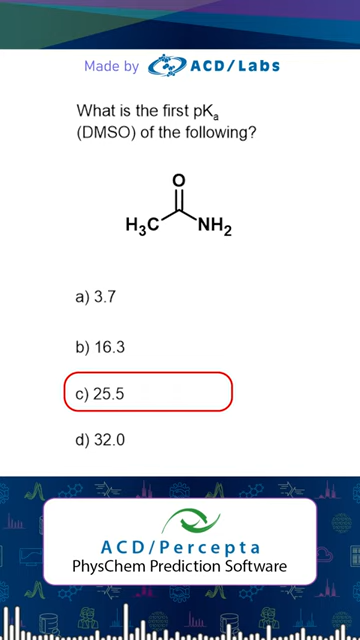 Made by ACD/Labs
What is the first pKₐ
(DMSO) of the following?
O
H₃C NH₂
a) 3.7
b) 16.3
c) 25.5
d) 32.0
ACD/Percepta
PhysChem Prediction Software